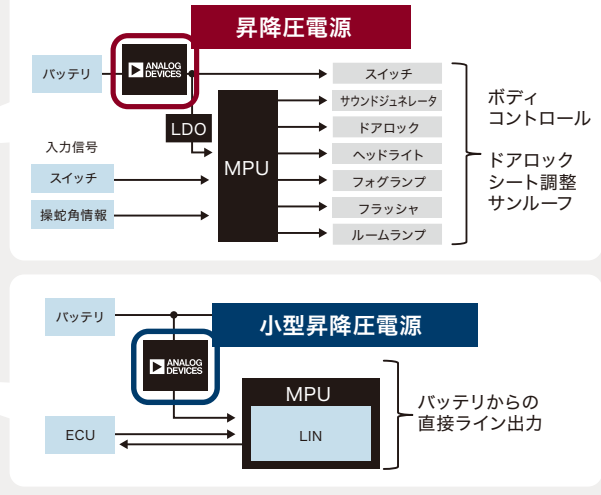 昇降圧電源
バッテリ
ANALOG
DEVICES
LDO
MPU
入力信号
スイッチ
操蛇角情報
スイッチ
サウンドジュネレータ
ドアロック
ヘッドライト
フォグランプ
フラッシャ
ルームランプ
ボディ
コントロール
ドアロック
シート調整
サンルーフ
バッテリ
小型昇降圧電源
ANALOG
DEVICES
ECU
MPU
LIN
バッテリからの
直接ライン出力